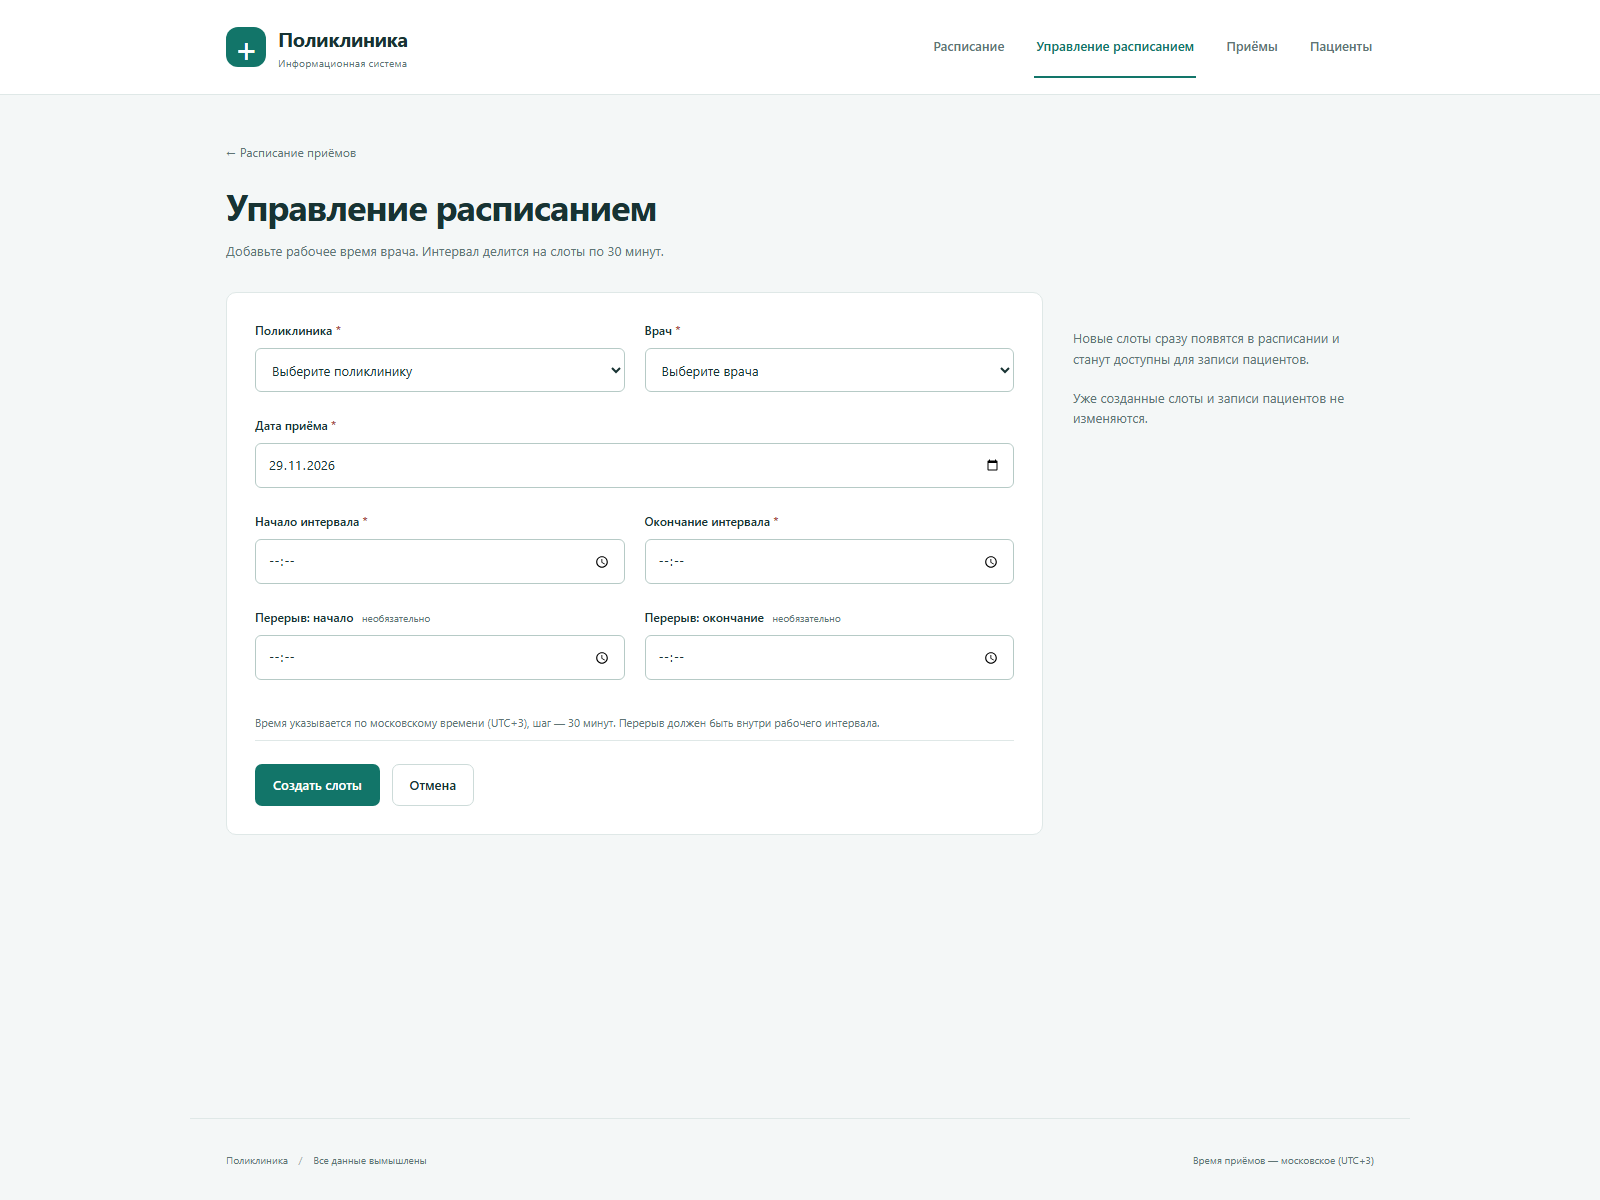 Поликлиника
Информационная система
Расписание
Управление расписанием
Приёмы
Пациенты
← Расписание приёмов
Управление расписанием
Добавьте рабочее время врача. Интервал делится на слоты по 30 минут.
Поликлиника *
Врач *
Выберите поликлинику
Выберите врача
Дата приёма *
29.11.2026
Начало интервала *
Окончание интервала *
--:--
--:--
Перерыв: начало необязательно
Перерыв: окончание необязательно
--:--
--:--
Время указывается по московскому времени (UTC+3), шаг — 30 минут. Перерыв должен быть внутри рабочего интервала.
Создать слоты
Отмена
Новые слоты сразу появятся в расписании и
станут доступны для записи пациентов.
Уже созданные слоты и записи пациентов не
изменяются.
Поликлиника / Все данные вымышлены
Время приёмов — московское (UTC+3)